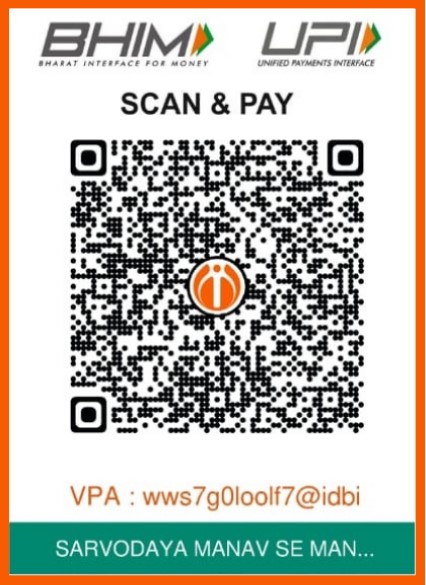 BHIM UPI
BHARAT INTERFACE FOR MONEY UNIFIED PAYMENTS INTERFACE
SCAN & PAY
VPA : wws7g0loolf7@idbi
SARVODAYA MANAV SE MAN...